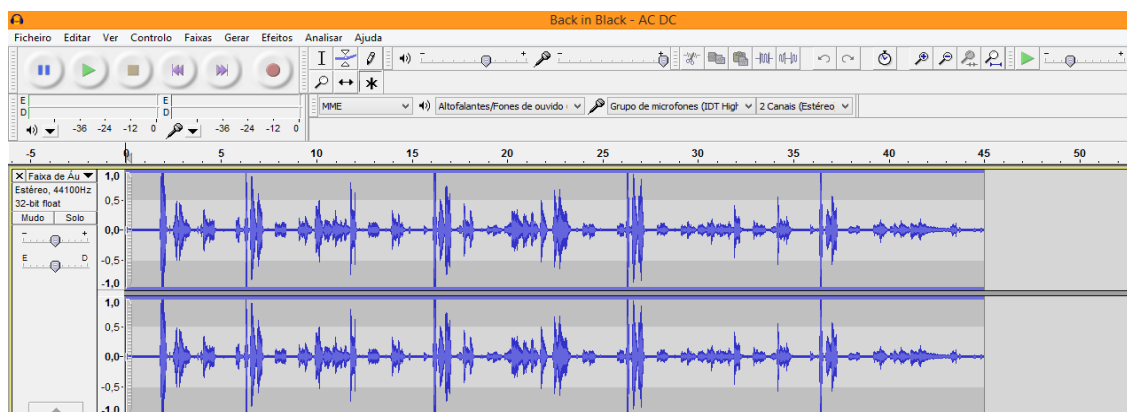 Back in Black - AC DC
Ficheiro Editar Ver Controlo Faixas Gerar Efeitos Analisar Ajuda
E
D
-36 -24 -12 0
E
D
-36 -24 -12 0
MME
Altofalantes/Fones de ouvido
Grupo de microfones (IDT High
2 Canais (Estéreo
-5 0 5 10 15 20 25 30 35 40 45 50
Faixa de Áu
Estéreo, 44100Hz
32-bit float
Mudo Solo
- +
E D
1,0
0,5
0,0
-0,5
-1,0
1,0
0,5
0,0
-0,5
-1,0